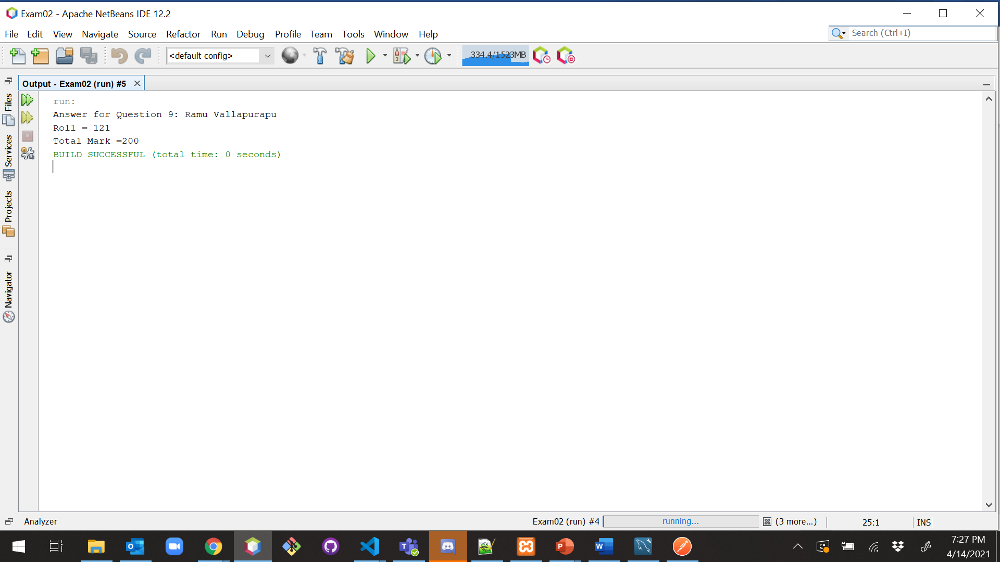 Exam02 - Apache NetBeans IDE 12.2
File Edit View Navigate Source Refactor Run Debug Profile Team Tools Window Help
Search (Ctrl+I)
<default config>
334.4/1523MB
Output - Exam02 (run) #5
run:
Answer for Question 9: Ramu Vallapurapu
Roll = 121
Total Mark =200
BUILD SUCCESSFUL (total time: 0 seconds)
Files
Services
Projects
Navigator
Analyzer
Exam02 (run) #4
running...
(3 more...)
25:1
INS
7:27 PM
4/14/2021